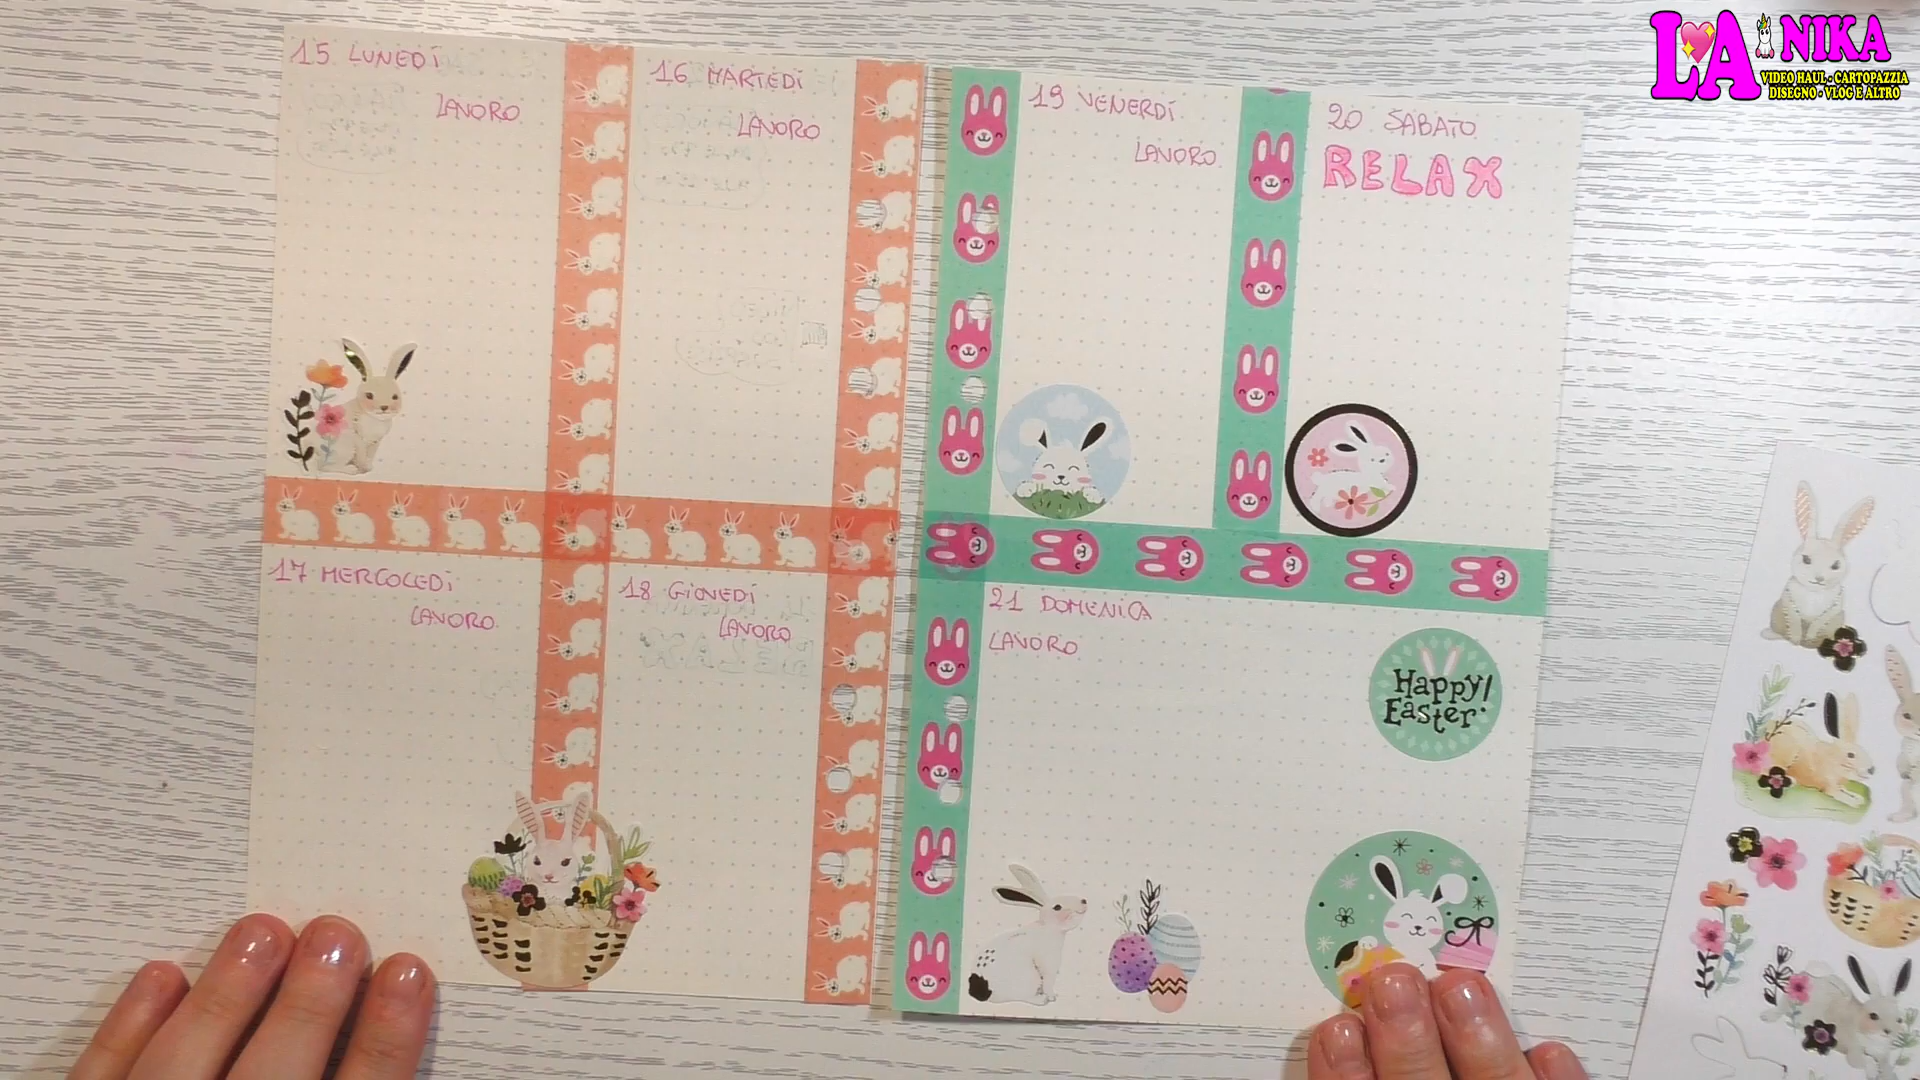 15 LUNEDÌ
LAVORO
16 MARTEDÌ
LAVORO
17 MERCOLEDÌ
LAVORO
18 GIOVEDÌ
LAVORO
19 VENERDÌ
LAVORO
20 SABATO
RELAX
21 DOMENICA
LAVORO
Happy!
Easter
LA NIKA
VIDEO HAUL - CARTOPAZZIA
DISEGNO - VLOG E ALTRO